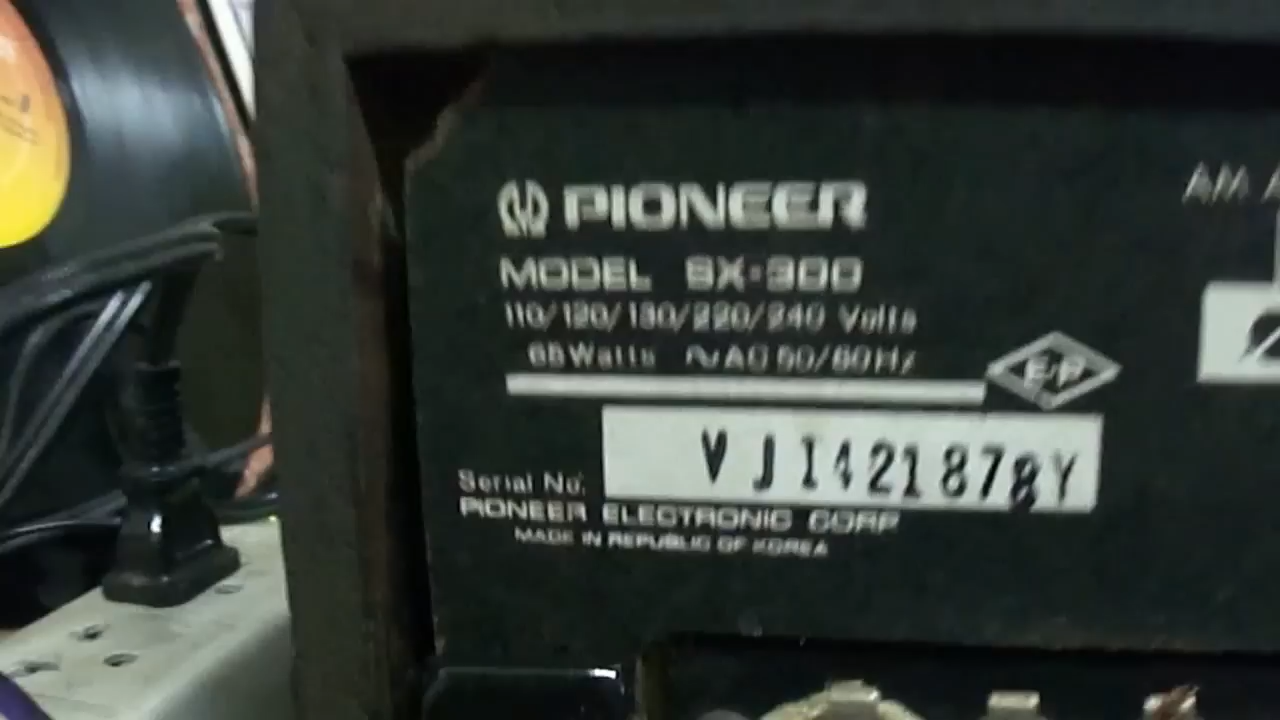 PIONEER
MODEL SX-300
110/120/130/220/240 Volts
65Watts ~AC 50/60Hz
E-P
VJ1421878Y
Serial No.
PIONEER ELECTRONIC CORP
MADE IN REPUBLIC OF KOREA
AM